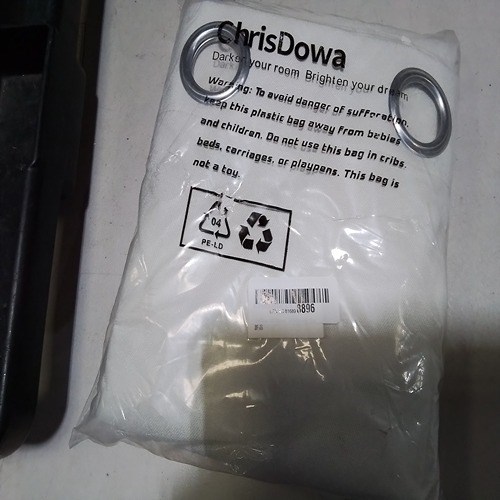 ChrisDowa
Darker your room Brighten your dream
Warning: To avoid danger of suffocation,
keep this plastic bag away from babies
and children. Do not use this bag in cribs,
beds, carriages, or playpens. This bag is
not a toy.
04
PE-LD
8896